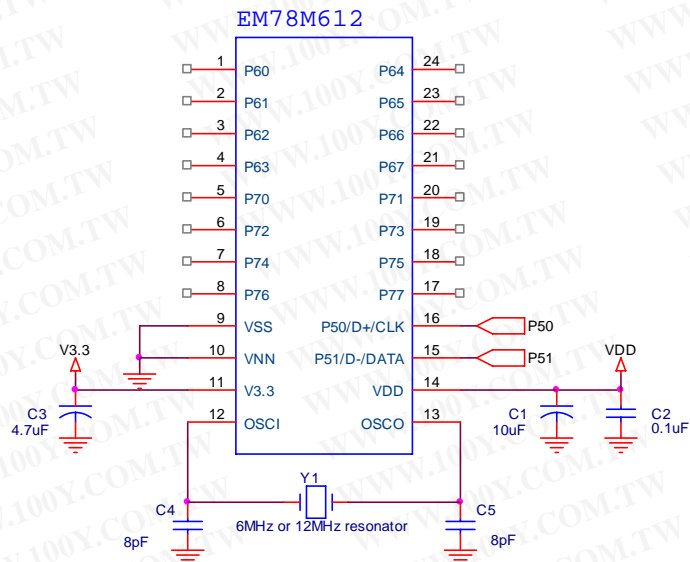 EM78M612
1 P60 P64 24
2 P61 P65 23
3 P62 P66 22
4 P63 P67 21
5 P70 P71 20
6 P72 P73 19
7 P74 P75 18
8 P76 P77 17
9 VSS P50/D+/CLK 16 P50
10 VNN P51/D-/DATA 15 P51
V3.3 11 V3.3 VDD 14 VDD
C3 4.7uF
C1 10uF
C2 0.1uF
12 OSCI OSCO 13
Y1
6MHz or 12MHz resonator
C4 8pF
C5 8pF
WWW.100Y.COM.TW